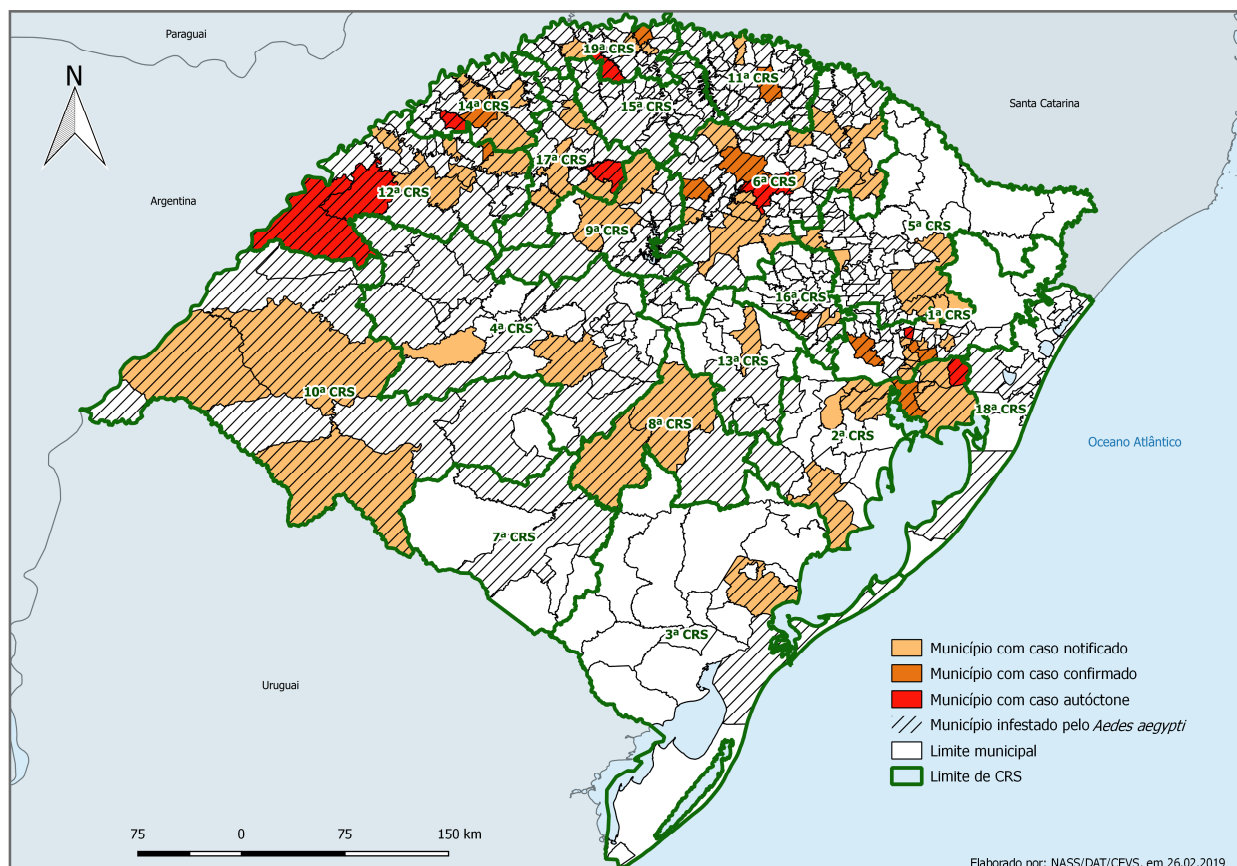 Paraguai
N
19ª CRS
11ª CRS
Santa Catarina
14ª CRS
15ª CRS
17ª CRS
6ª CRS
12ª CRS
Argentina
9ª CRS
5ª CRS
16ª CRS
1ª CRS
4ª CRS
13ª CRS
10ª CRS
18ª CRS
8ª CRS
2ª CRS
Oceano Atlântico
7ª CRS
3ª CRS
Uruguai
Município com caso notificado
Município com caso confirmado
Município com caso autóctone
Município infestado pelo Aedes aegypti
Limite municipal
Limite de CRS
75 0 75 150 km
Elaborado por: NASS/DAT/CEVS, em 26.02.2019